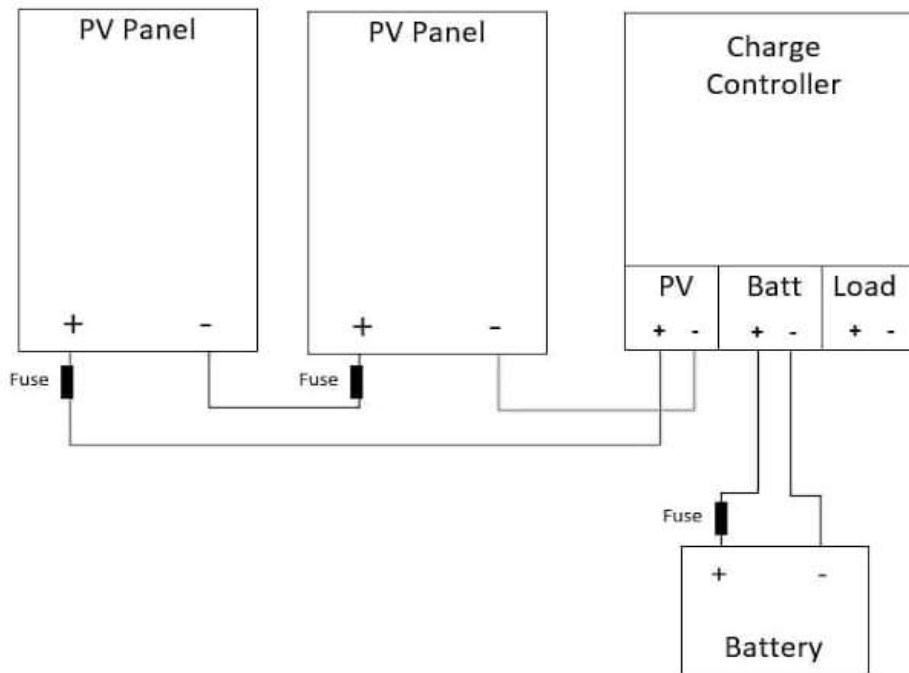 PV Panel
PV Panel
Charge
Controller
PV
Batt
Load
+ -
+ -
+ -
+ -
+ -
Fuse
Fuse
Fuse
+ -
Battery